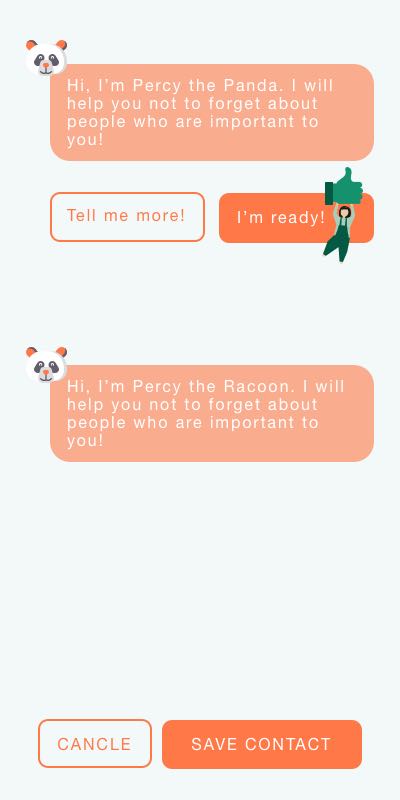 Hi, I'm Percy the Panda. I will
help you not to forget about
people who are important to
you!
Tell me more!
I'm ready!
Hi, I'm Percy the Racoon. I will
help you not to forget about
people who are important to
you!
CANCLE
SAVE CONTACT